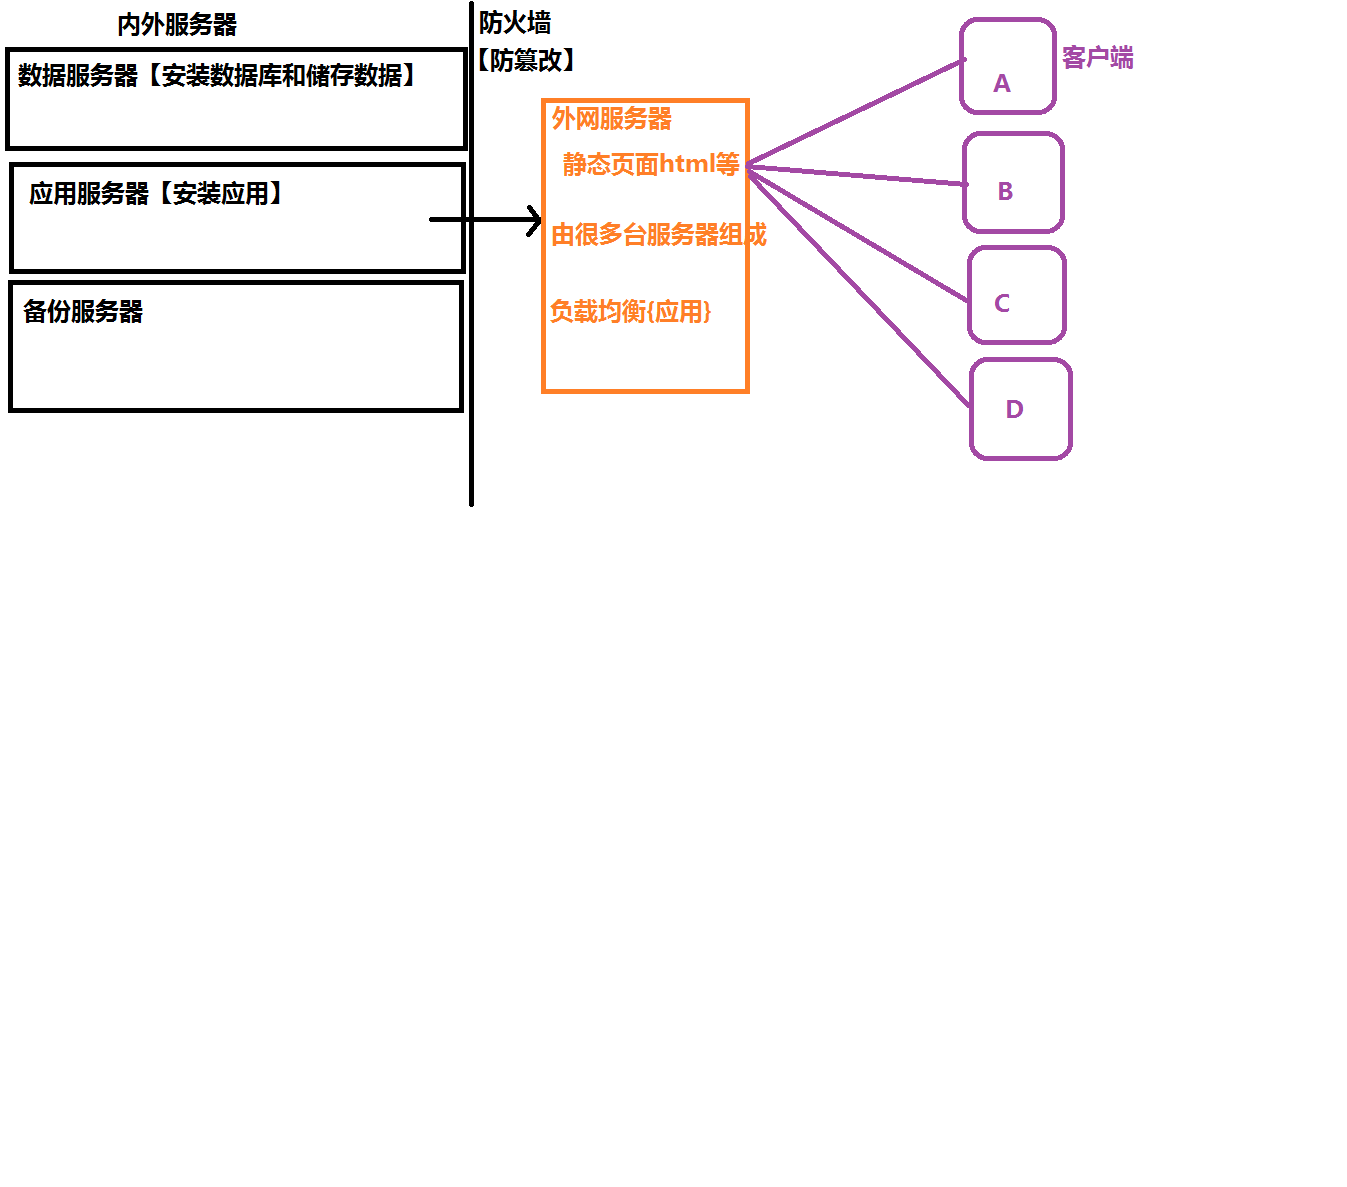 内外服务器
数据服务器【安装数据库和储存数据】
应用服务器【安装应用】
备份服务器
防火墙
【防篡改】
外网服务器
静态页面html等
由很多台服务器组成
负载均衡{应用}
客户端
A
B
C
D